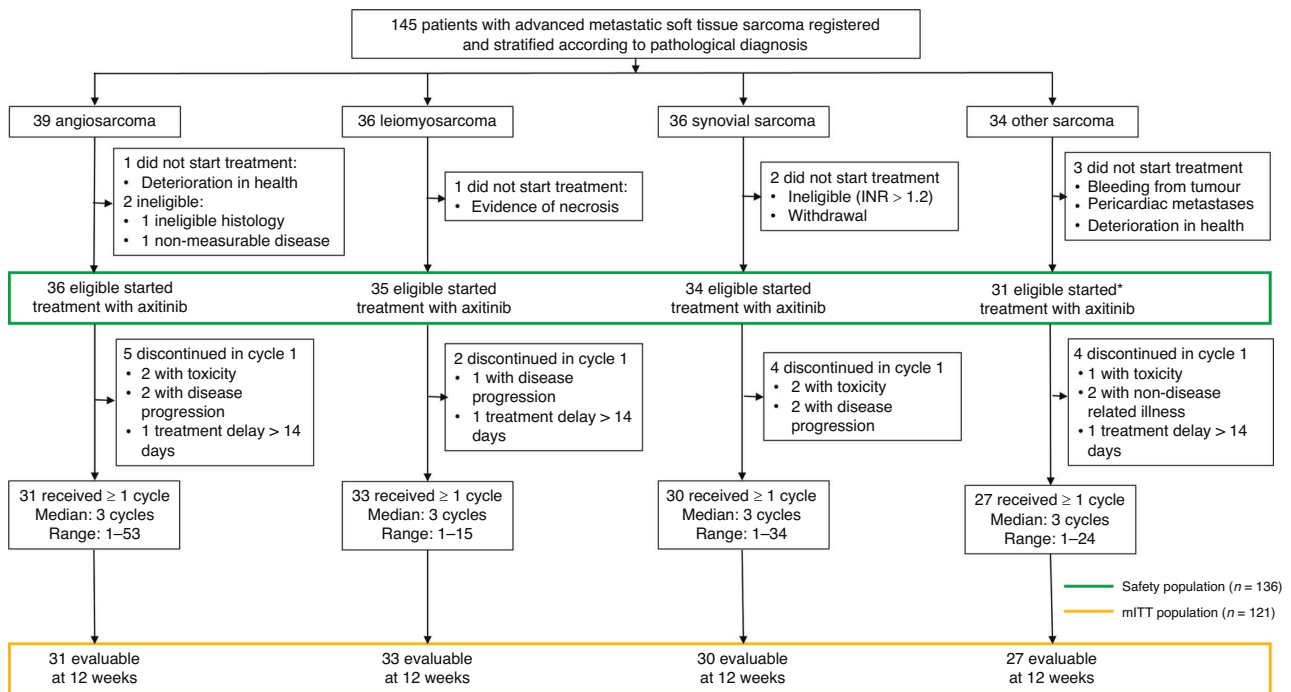 145 patients with advanced metastatic soft tissue sarcoma registered
and stratified according to pathological diagnosis
39 angiosarcoma
36 leiomyosarcoma
36 synovial sarcoma
34 other sarcoma
1 did not start treatment:
• Deterioration in health
2 ineligible:
• 1 ineligible histology
• 1 non-measurable disease
1 did not start treatment:
• Evidence of necrosis
2 did not start treatment
• Ineligible (INR > 1.2)
• Withdrawal
3 did not start treatment
• Bleeding from tumour
• Pericardiac metastases
• Deterioration in health
36 eligible started
treatment with axitinib
35 eligible started
treatment with axitinib
34 eligible started
treatment with axitinib
31 eligible started*
treatment with axitinib
5 discontinued in cycle 1
• 2 with toxicity
• 2 with disease
progression
• 1 treatment delay > 14
days
2 discontinued in cycle 1
• 1 with disease
progression
• 1 treatment delay > 14
days
4 discontinued in cycle 1
• 2 with toxicity
• 2 with disease
progression
4 discontinued in cycle 1
• 1 with toxicity
• 2 with non-disease
related illness
• 1 treatment delay > 14
days
31 received ≥ 1 cycle
Median: 3 cycles
Range: 1–53
33 received ≥ 1 cycle
Median: 3 cycles
Range: 1–15
30 received ≥ 1 cycle
Median: 3 cycles
Range: 1–34
27 received ≥ 1 cycle
Median: 3 cycles
Range: 1–24
Safety population (n = 136)
mITT population (n = 121)
31 evaluable
at 12 weeks
33 evaluable
at 12 weeks
30 evaluable
at 12 weeks
27 evaluable
at 12 weeks